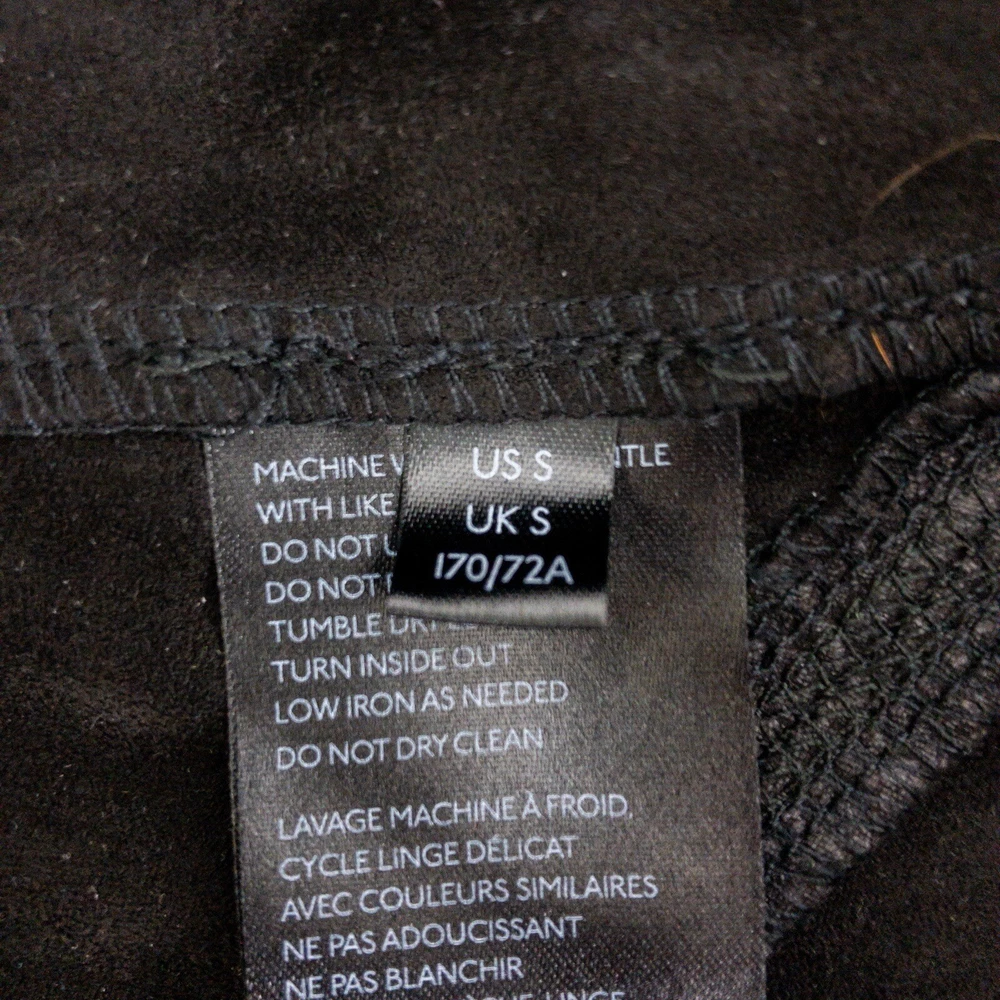 US S
UK S
170/72A
MACHINE
WITH LIKE
DO NOT
DO NOT
TUMBLE DRY
TURN INSIDE OUT
LOW IRON AS NEEDED
DO NOT DRY CLEAN
LAVAGE MACHINE À FROID,
CYCLE LINGE DÉLICAT
AVEC COULEURS SIMILAIRES
NE PAS ADOUCISSANT
NE PAS BLANCHIR